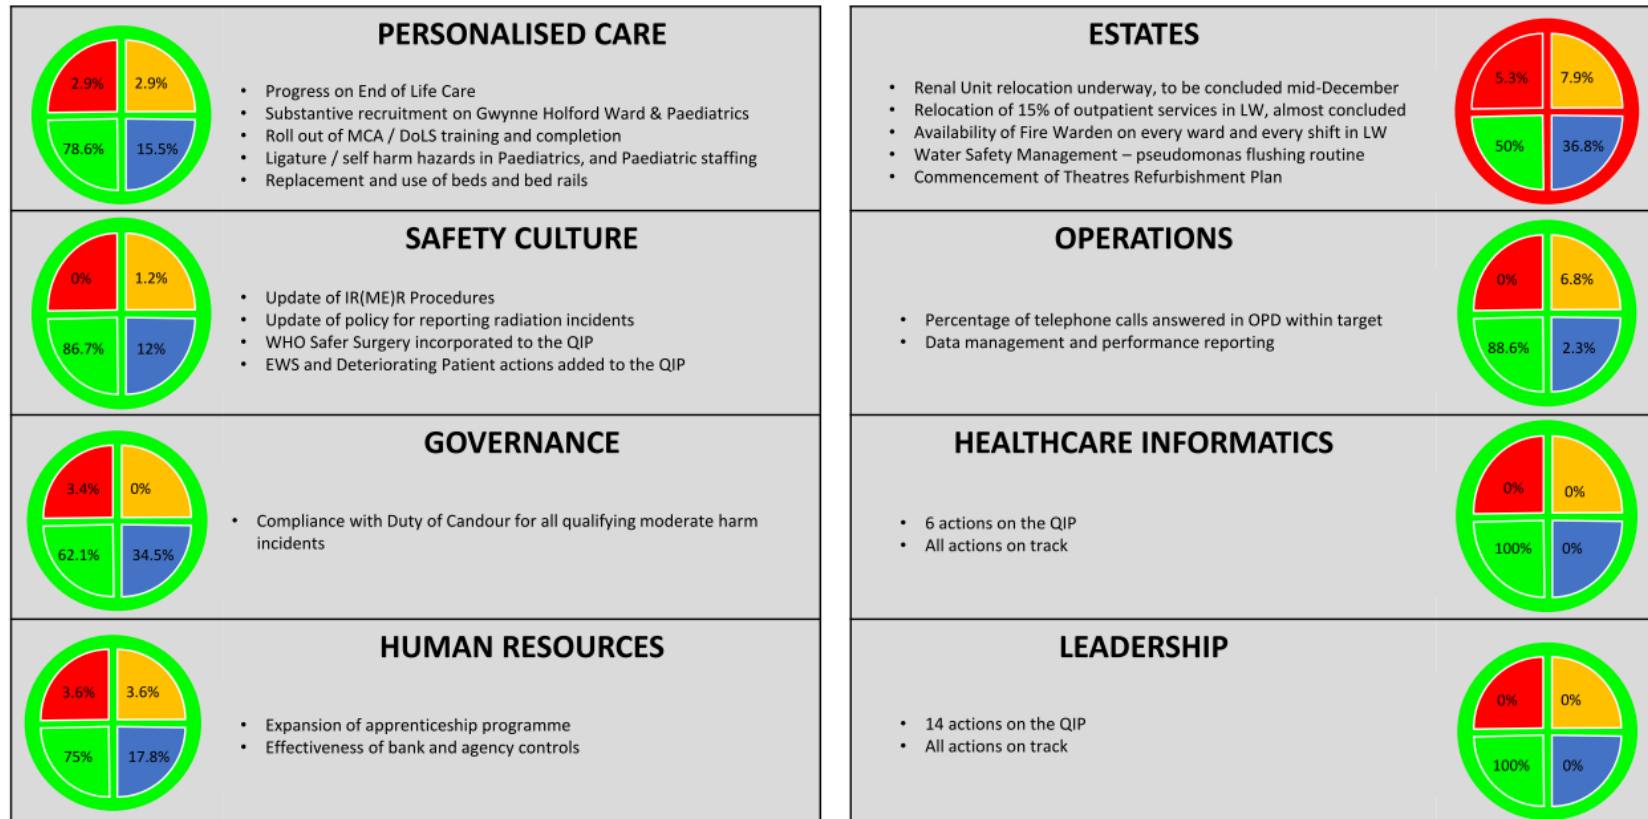 PERSONALISED CARE
2.9%
2.9%
78.6%
15.5%
• Progress on End of Life Care
• Substantive recruitment on Gwynne Holford Ward & Paediatrics
• Roll out of MCA / DoLS training and completion
• Ligature / self harm hazards in Paediatrics, and Paediatric staffing
• Replacement and use of beds and bed rails
SAFETY CULTURE
0%
1.2%
86.7%
12%
• Update of IR(ME)R Procedures
• Update of policy for reporting radiation incidents
• WHO Safer Surgery incorporated to the QIP
• EWS and Deteriorating Patient actions added to the QIP
GOVERNANCE
3.4%
0%
62.1%
34.5%
• Compliance with Duty of Candour for all qualifying moderate harm
incidents
HUMAN RESOURCES
3.6%
3.6%
75%
17.8%
• Expansion of apprenticeship programme
• Effectiveness of bank and agency controls
ESTATES
• Renal Unit relocation underway, to be concluded mid-December
• Relocation of 15% of outpatient services in LW, almost concluded
• Availability of Fire Warden on every ward and every shift in LW
• Water Safety Management – pseudomonas flushing routine
• Commencement of Theatres Refurbishment Plan
5.3%
7.9%
50%
36.8%
OPERATIONS
• Percentage of telephone calls answered in OPD within target
• Data management and performance reporting
0%
6.8%
88.6%
2.3%
HEALTHCARE INFORMATICS
• 6 actions on the QIP
• All actions on track
0%
0%
100%
0%
LEADERSHIP
• 14 actions on the QIP
• All actions on track
0%
0%
100%
0%